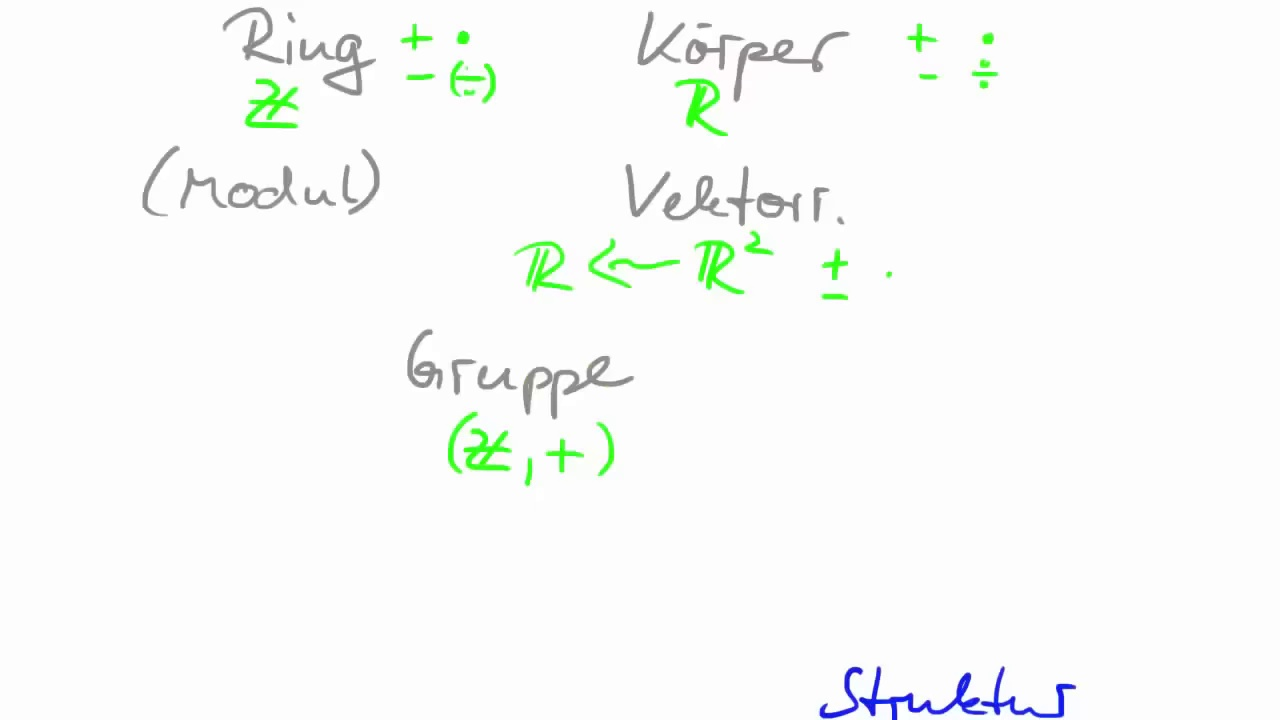 Ring + · Körper + ·
− (÷) − ÷
ℤ ℝ
(Modul) Vektorr.
ℝ ← ℝ² + ·
−
Gruppe
(ℤ, +)
Struktur